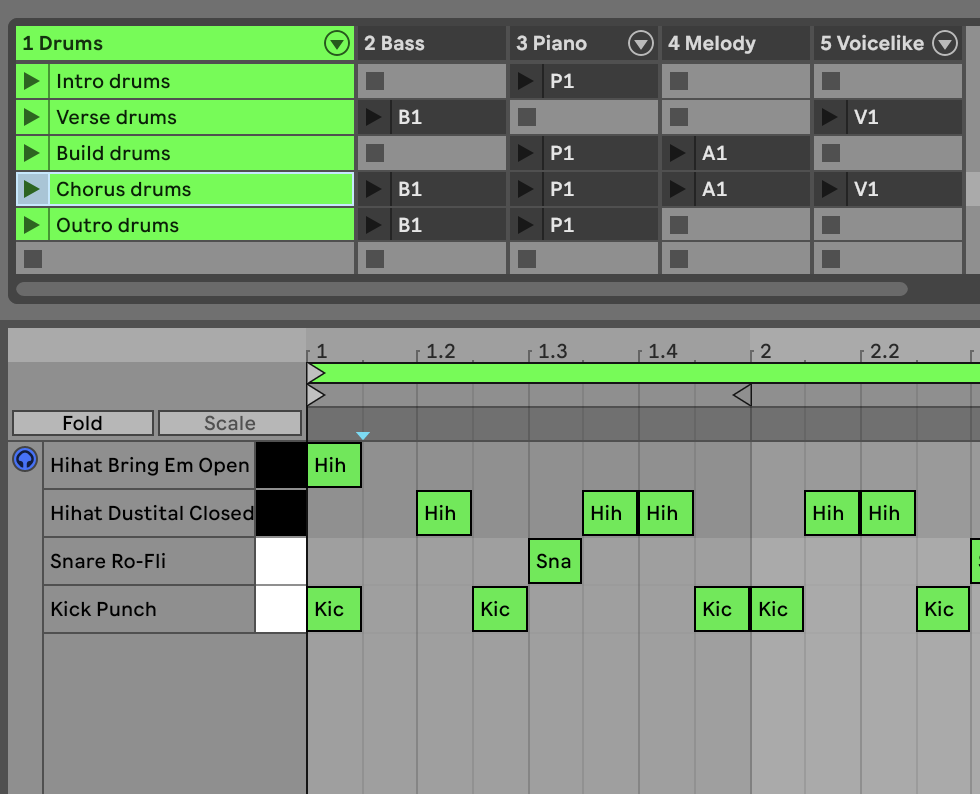 1 Drums 2 Bass 3 Piano 4 Melody 5 Voicelike
Intro drums P1
Verse drums B1 V1
Build drums P1 A1
Chorus drums B1 P1 A1 V1
Outro drums B1 P1
1 1.2 1.3 1.4 2 2.2
Fold Scale
Hihat Bring Em Open Hih
Hihat Dustital Closed Hih Hih Hih Hih Hih
Snare Ro-Fli Sna
Kick Punch Kic Kic Kic Kic Kic